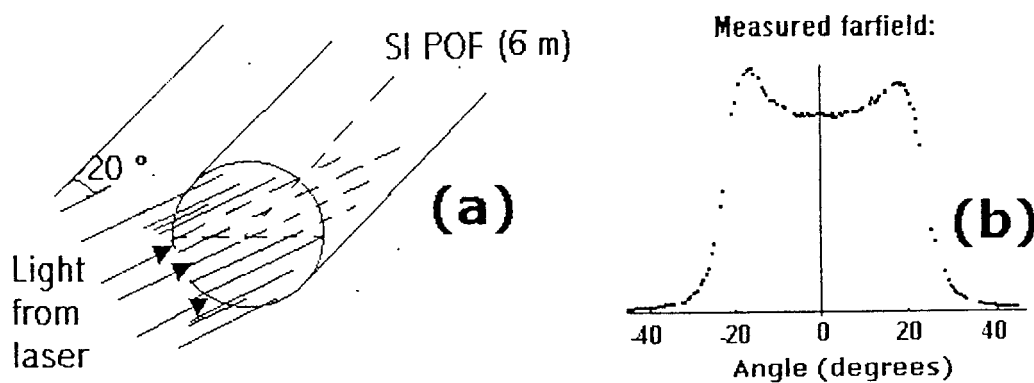 SI POF (6 m)
20 °
(a)
Light
from
laser
Measured farfield:
(b)
-40 -20 0 20 40
Angle (degrees)